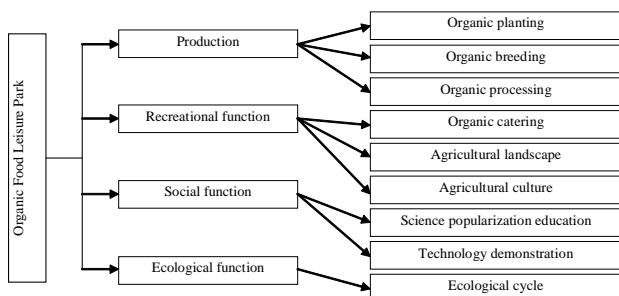 Organic Food Leisure Park
Production
Recreational function
Social function
Ecological function
Organic planting
Organic breeding
Organic processing
Organic catering
Agricultural landscape
Agricultural culture
Science popularization education
Technology demonstration
Ecological cycle